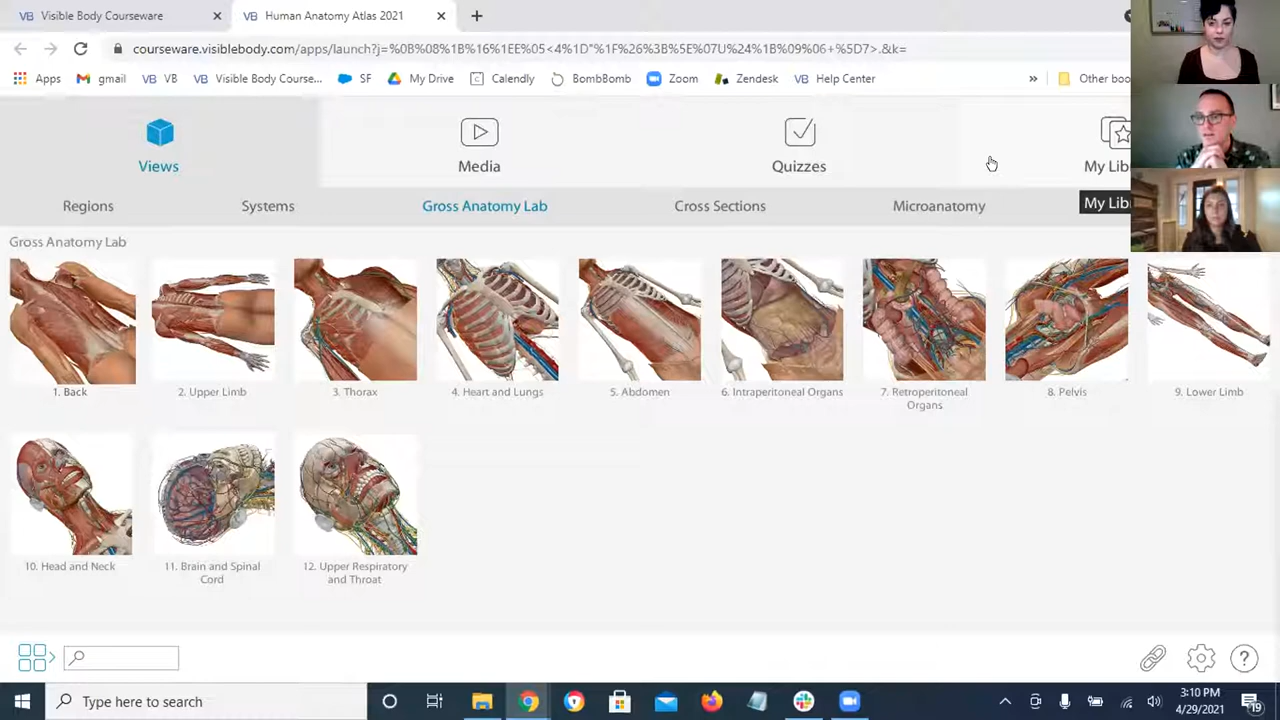 VB Visible Body Courseware
VB Human Anatomy Atlas 2021
courseware.visiblebody.com/apps/launch?j=%0B%08%1B%16%1EE%05<4%1D"%1F%26%3B%5E%07U%24%1B%09%06+%5D7>.&k=
Apps gmail VB VB VB Visible Body Course... SF My Drive Calendly BombBomb Zoom Zendesk VB Help Center » Other boo
Views Media Quizzes My Lib
Regions Systems Gross Anatomy Lab Cross Sections Microanatomy My Lib
Gross Anatomy Lab
1. Back 2. Upper Limb 3. Thorax 4. Heart and Lungs 5. Abdomen 6. Intraperitoneal Organs 7. Retroperitoneal Organs 8. Pelvis 9. Lower Limb
10. Head and Neck 11. Brain and Spinal Cord 12. Upper Respiratory and Throat
Type here to search
3:10 PM
4/29/2021
19